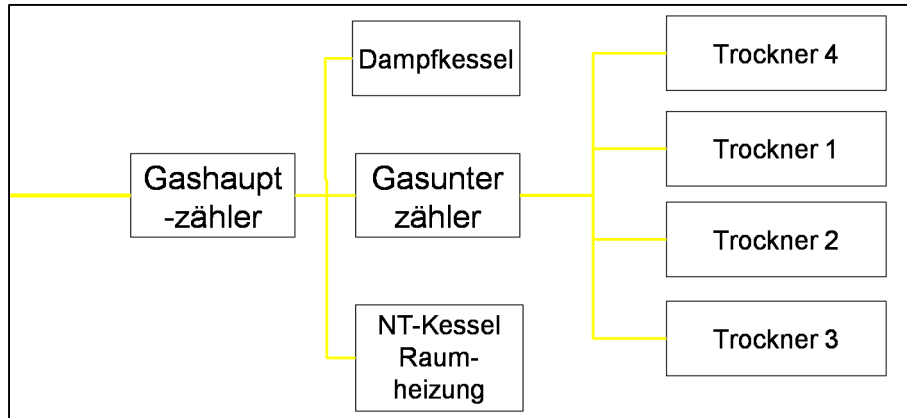 Dampfkessel
Gashaupt
-zähler
Gasunter
zähler
NT-Kessel
Raum-
heizung
Trockner 4
Trockner 1
Trockner 2
Trockner 3